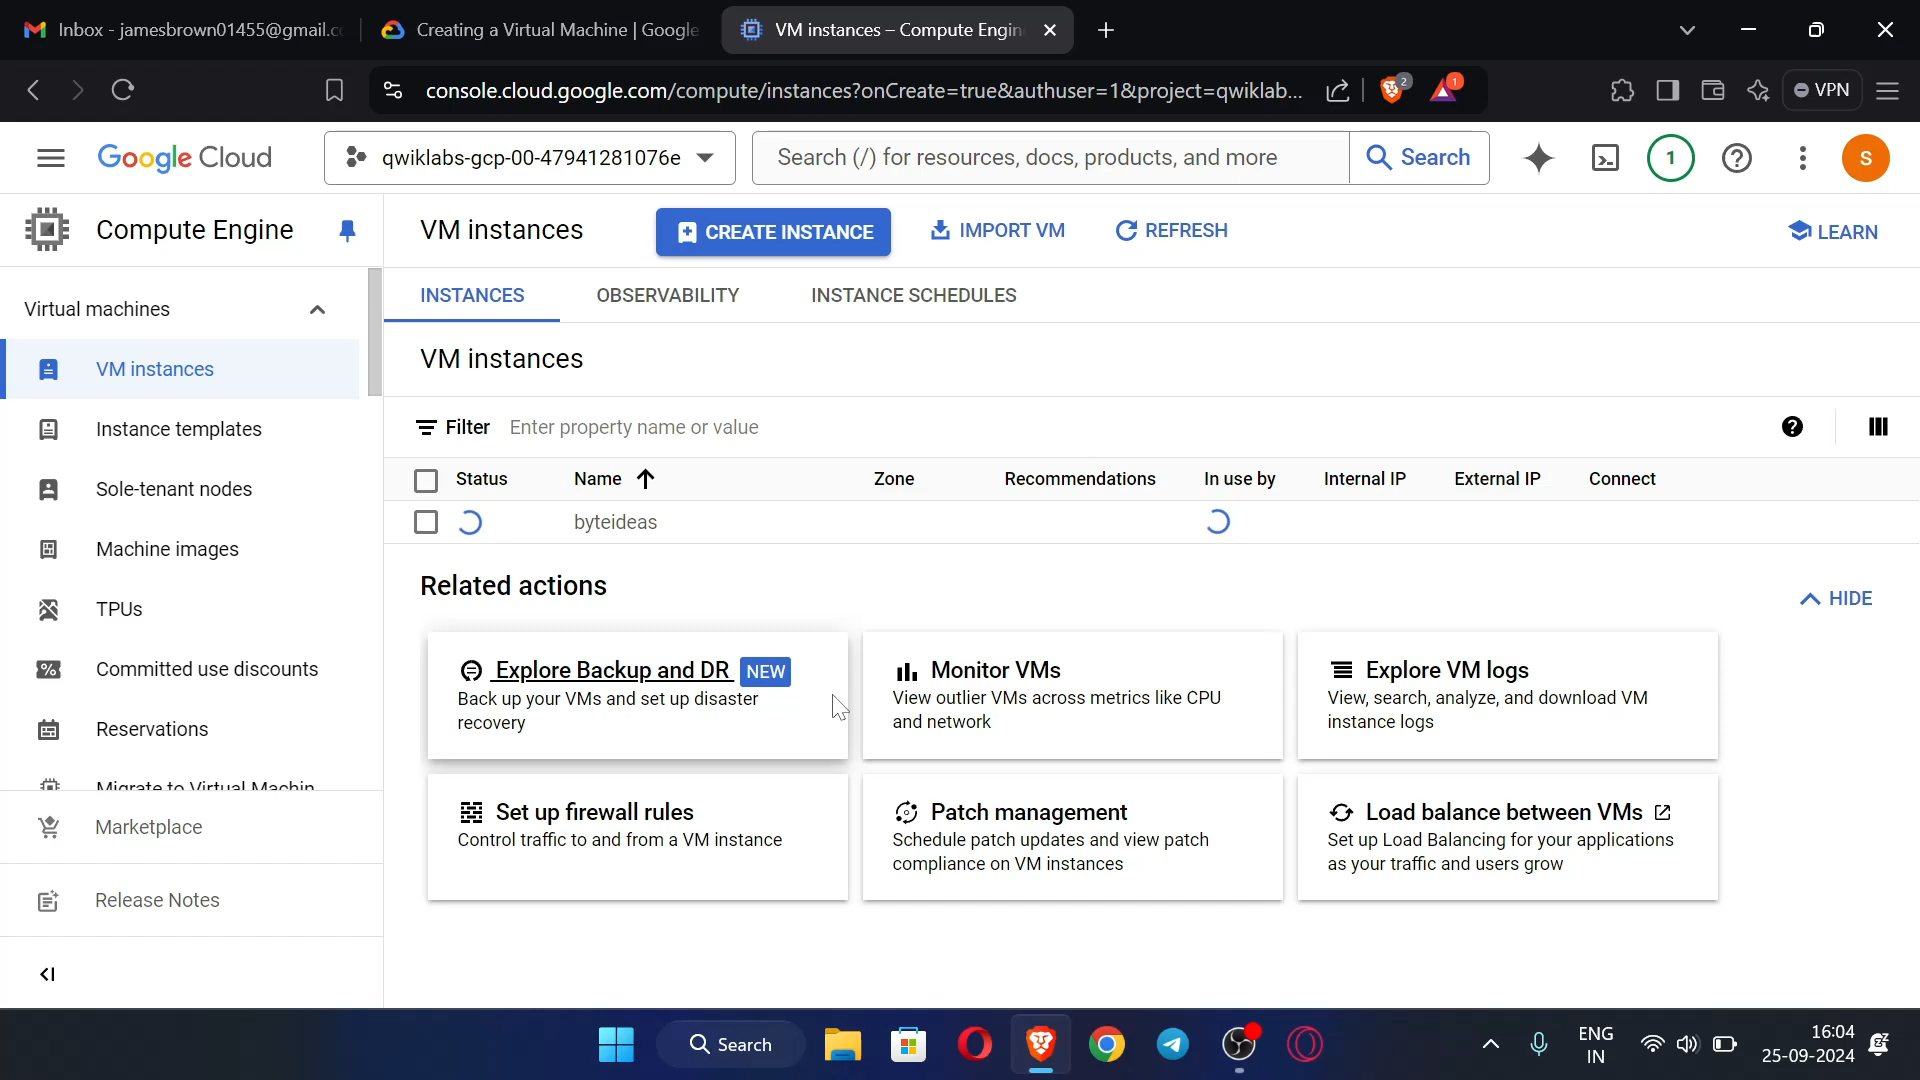 Inbox - jamesbrown01455@gmail.c
Creating a Virtual Machine | Google
VM instances – Compute Engin
console.cloud.google.com/compute/instances?onCreate=true&authuser=1&project=qwiklab...
2
1
VPN
Google Cloud
qwiklabs-gcp-00-47941281076e
Search (/) for resources, docs, products, and more
Search
1
S
Compute Engine
VM instances
CREATE INSTANCE
IMPORT VM
REFRESH
LEARN
Virtual machines
VM instances
Instance templates
Sole-tenant nodes
Machine images
TPUs
Committed use discounts
Reservations
Migrate to Virtual Machin
Marketplace
Release Notes
INSTANCES
OBSERVABILITY
INSTANCE SCHEDULES
VM instances
Filter Enter property name or value
Status Name Zone Recommendations In use by Internal IP External IP Connect
byteideas
Related actions
HIDE
Explore Backup and DR NEW
Back up your VMs and set up disaster
recovery
Monitor VMs
View outlier VMs across metrics like CPU
and network
Explore VM logs
View, search, analyze, and download VM
instance logs
Set up firewall rules
Control traffic to and from a VM instance
Patch management
Schedule patch updates and view patch
compliance on VM instances
Load balance between VMs
Set up Load Balancing for your applications
as your traffic and users grow
Search
ENG
IN
16:04
25-09-2024